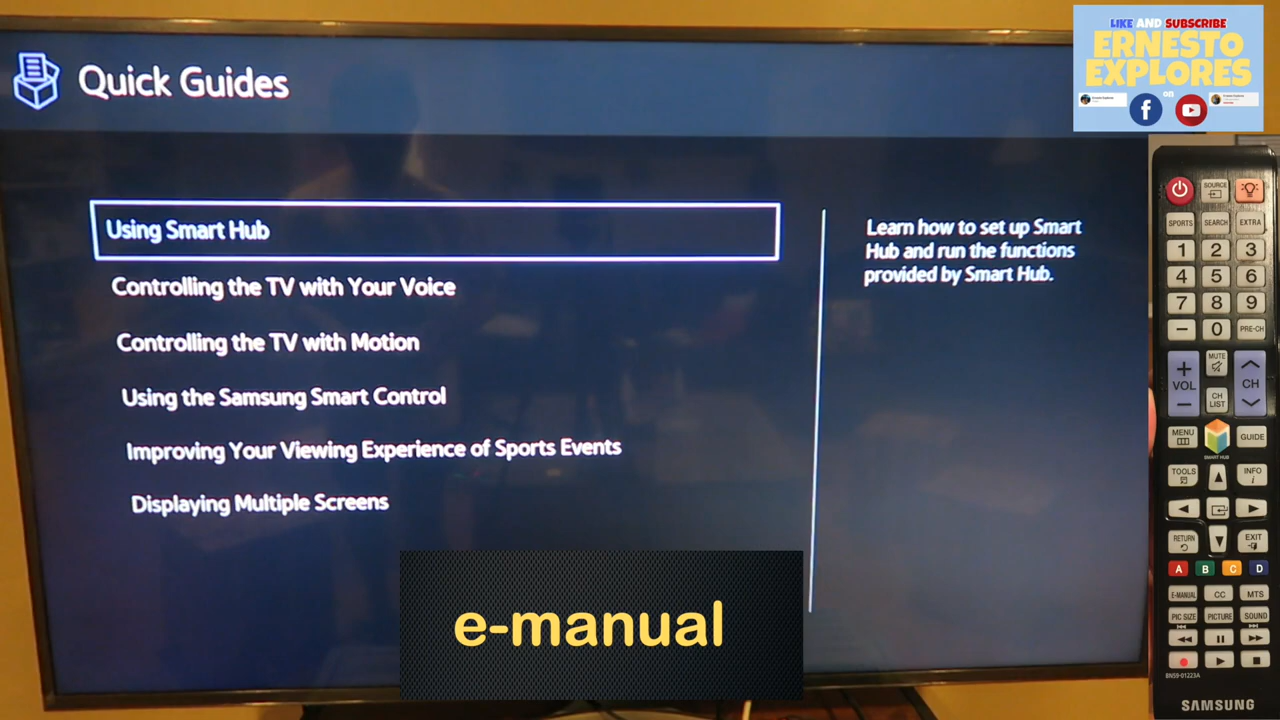 Quick Guides
LIKE AND SUBSCRIBE
ERNESTO
EXPLORES
on
Using Smart Hub
Controlling the TV with Your Voice
Controlling the TV with Motion
Using the Samsung Smart Control
Improving Your Viewing Experience of Sports Events
Displaying Multiple Screens
Learn how to set up Smart
Hub and run the functions
provided by Smart Hub.
e-manual
SOURCE
SPORTS SEARCH EXTRA
1 2 3
4 5 6
7 8 9
− 0 PRE-CH
+ MUTE
VOL CH
− CH
LIST
MENU GUIDE
SMART HUB
TOOLS INFO
i
RETURN EXIT
A B C D
E-MANUAL CC MTS
PIC SIZE PICTURE SOUND
BN59-01223A
SAMSUNG